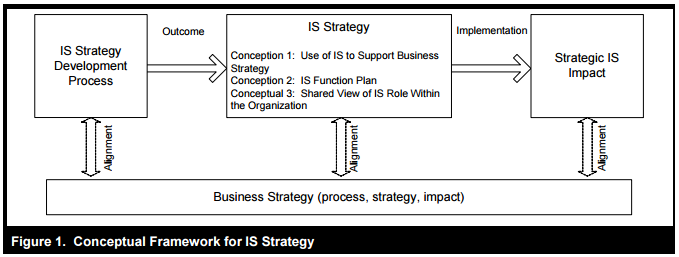 IS Strategy
Development
Process
Outcome
IS Strategy
Conception 1: Use of IS to Support Business
Strategy
Conception 2: IS Function Plan
Conceptual 3: Shared View of IS Role Within
the Organization
Implementation
Strategic IS
Impact
Alignment
Alignment
Alignment
Business Strategy (process, strategy, impact)
Figure 1. Conceptual Framework for IS Strategy